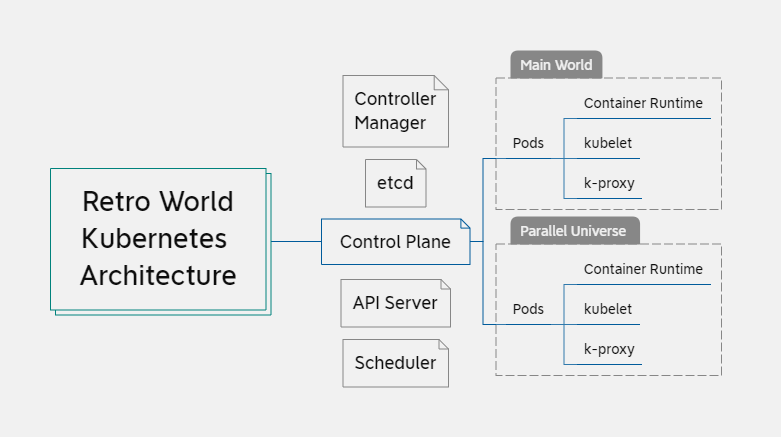 Retro World
Kubernetes
Architecture
Controller
Manager
etcd
Control Plane
API Server
Scheduler
Main World
Pods
Container Runtime
kubelet
k-proxy
Parallel Universe
Pods
Container Runtime
kubelet
k-proxy